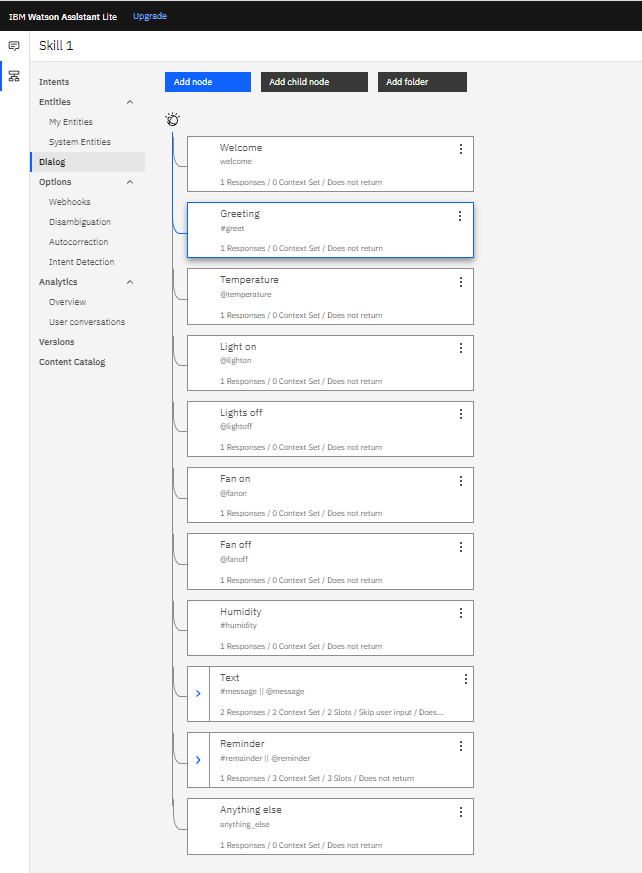 IBM Watson Assistant Lite Upgrade
Skill 1
Intents
Entities
My Entities
System Entities
Dialog
Options
Webhooks
Disambiguation
Autocorrection
Intent Detection
Analytics
Overview
User conversations
Versions
Content Catalog
Add node Add child node Add folder
Welcome
welcome
1 Responses / 0 Context Set / Does not return
Greeting
#greet
1 Responses / 0 Context Set / Does not return
Temperature
@temperature
1 Responses / 0 Context Set / Does not return
Light on
@lighton
1 Responses / 0 Context Set / Does not return
Lights off
@lightoff
1 Responses / 0 Context Set / Does not return
Fan on
@fanon
1 Responses / 0 Context Set / Does not return
Fan off
@fanoff
1 Responses / 0 Context Set / Does not return
Humidity
#humidity
1 Responses / 0 Context Set / Does not return
Text
#message || @message
2 Responses / 2 Context Set / 2 Slots / Skip user input / Does...
Reminder
#remainder || @reminder
1 Responses / 3 Context Set / 3 Slots / Does not return
Anything else
anything_else
1 Responses / 0 Context Set / Does not return